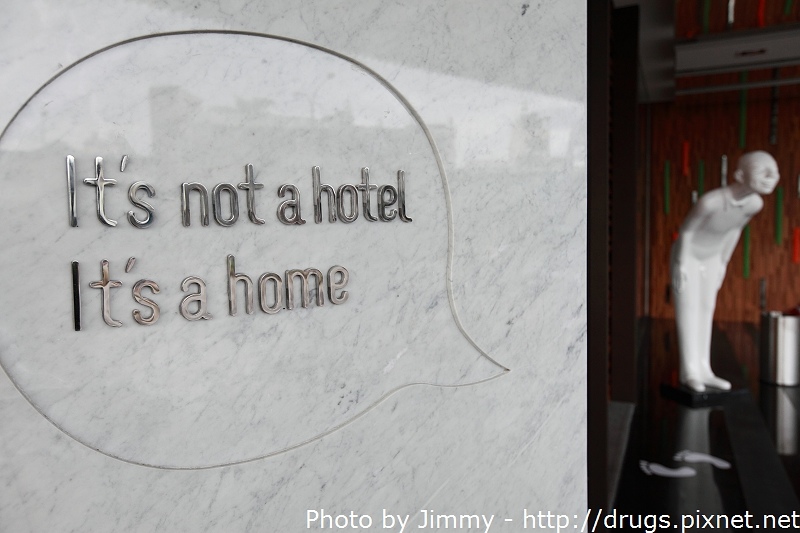 It's not a hotel
It's a home
Photo by Jimmy - http://drugs.pixnet.net